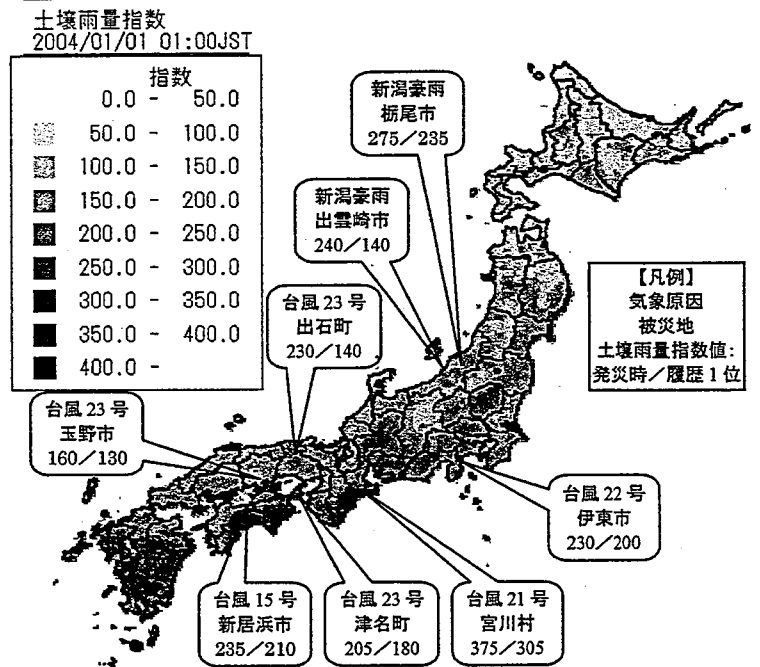 土壌雨量指数
2004/01/01 01:00JST
指数
0.0 - 50.0
50.0 - 100.0
100.0 - 150.0
150.0 - 200.0
200.0 - 250.0
250.0 - 300.0
300.0 - 350.0
350.0 - 400.0
400.0 -
新潟豪雨
栃尾市
275／235
新潟豪雨
出雲崎市
240／140
台風 23 号
出石町
230／140
台風 23 号
玉野市
160／130
【凡例】
気象原因
被災地
土壌雨量指数値：
発災時／履歴 1 位
台風 22 号
伊東市
230／200
台風 15 号
新居浜市
235／210
台風 23 号
津名町
205／180
台風 21 号
宮川村
375／305